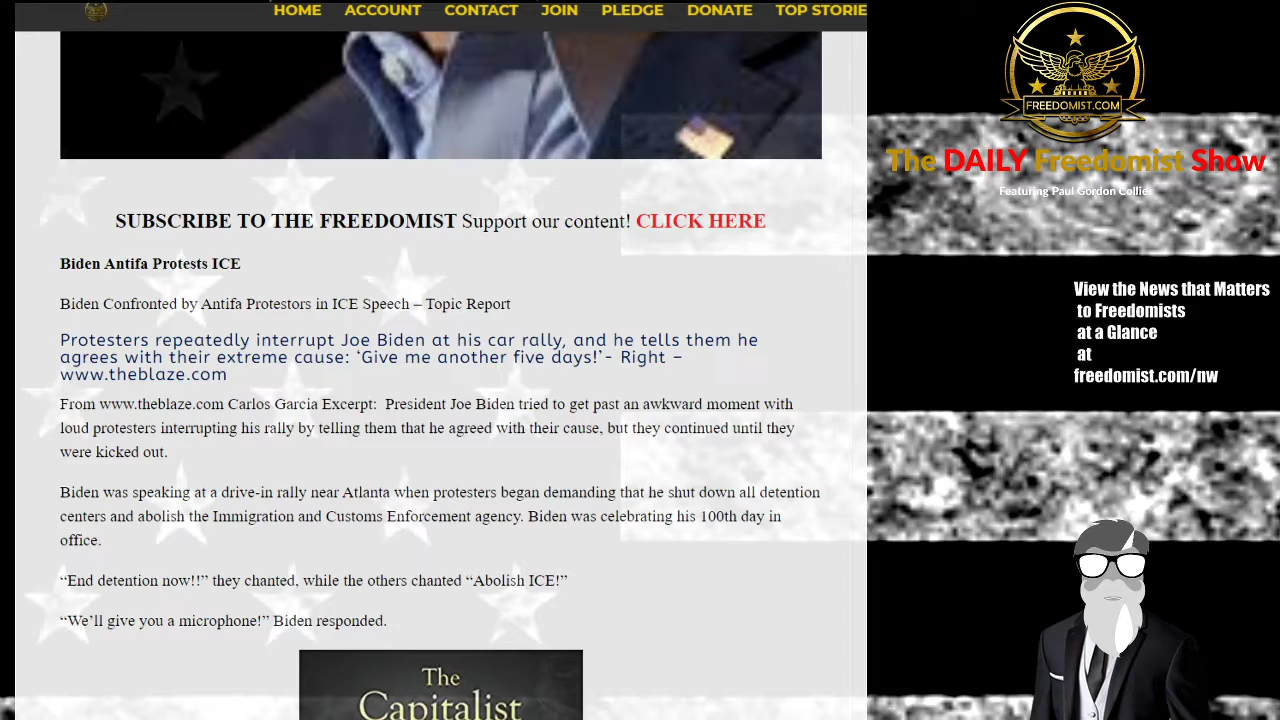 HOME ACCOUNT CONTACT JOIN PLEDGE DONATE TOP STORIE
FREEDOMIST.COM
The DAILY Freedomist Show
Featuring Paul Gordon Collie
SUBSCRIBE TO THE FREEDOMIST Support our content! CLICK HERE
Biden Antifa Protests ICE
Biden Confronted by Antifa Protestors in ICE Speech – Topic Report
Protesters repeatedly interrupt Joe Biden at his car rally, and he tells them he
agrees with their extreme cause: ‘Give me another five days!’- Right –
www.theblaze.com
From www.theblaze.com Carlos Garcia Excerpt:  President Joe Biden tried to get past an awkward moment with
loud protesters interrupting his rally by telling them that he agreed with their cause, but they continued until they
were kicked out.
Biden was speaking at a drive-in rally near Atlanta when protesters began demanding that he shut down all detention
centers and abolish the Immigration and Customs Enforcement agency. Biden was celebrating his 100th day in
office.
“End detention now!!” they chanted, while the others chanted “Abolish ICE!”
“We’ll give you a microphone!” Biden responded.
The
Capitalist
View the News that Matters
to Freedomists
at a Glance
at
freedomist.com/nw